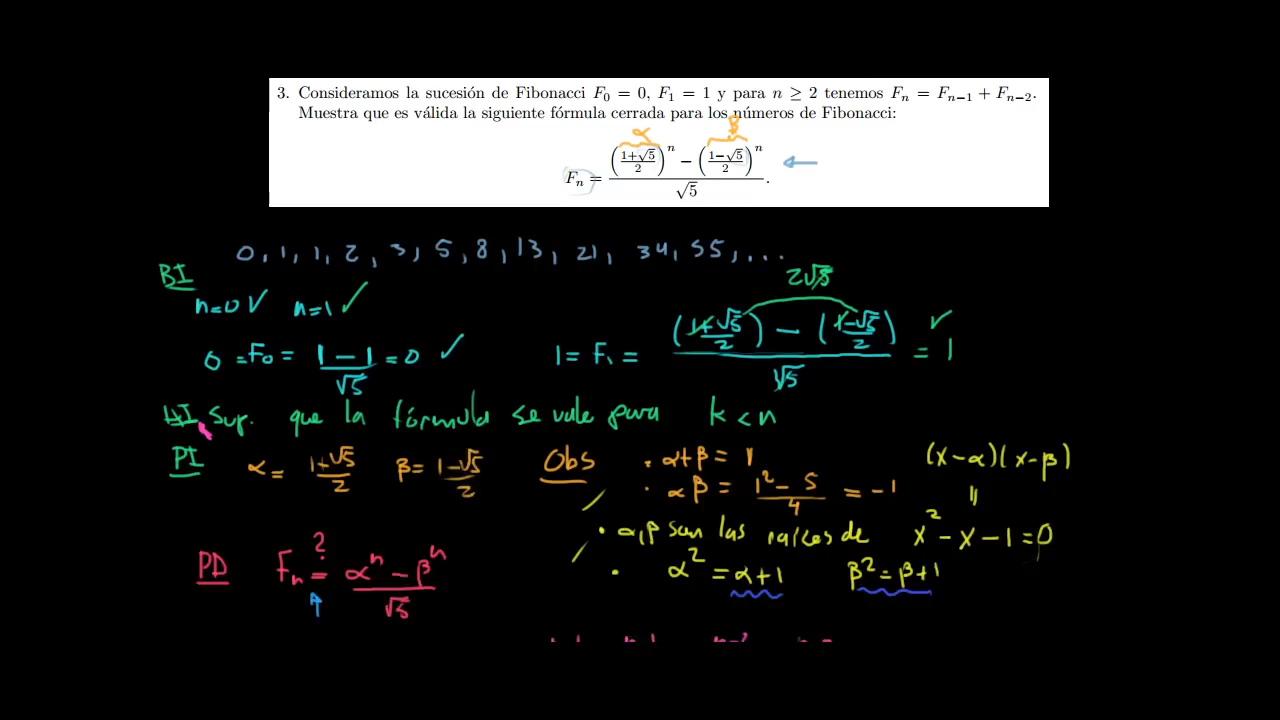 3. Consideramos la sucesión de Fibonacci F₀ = 0, F₁ = 1 y para n ≥ 2 tenemos Fₙ = Fₙ₋₁ + Fₙ₋₂.
Muestra que es válida la siguiente fórmula cerrada para los números de Fibonacci:
α β
Fₙ = (((1+√5)/2)ⁿ − ((1−√5)/2)ⁿ)/√5. ←
0, 1, 1, 2, 3, 5, 8, 13, 21, 34, 55, ...
BI
n=0 ✓ n=1 ✓
2√5
0 = F₀ = (1 − 1)/√5 = 0 ✓ 1 = F₁ = (((1+√5)/2) − ((1−√5)/2))/√5 = 1 ✓
HI Sup. que la fórmula se vale para k < n
PI α = (1+√5)/2 β = (1−√5)/2 Obs · α+β = 1 (x−α)(x−β)
· αβ = (1² − 5)/4 = −1 =
· α,β son las raíces de x² − x − 1 = 0
PD Fₙ =? (αⁿ − βⁿ)/√5 · α² = α+1 β² = β+1